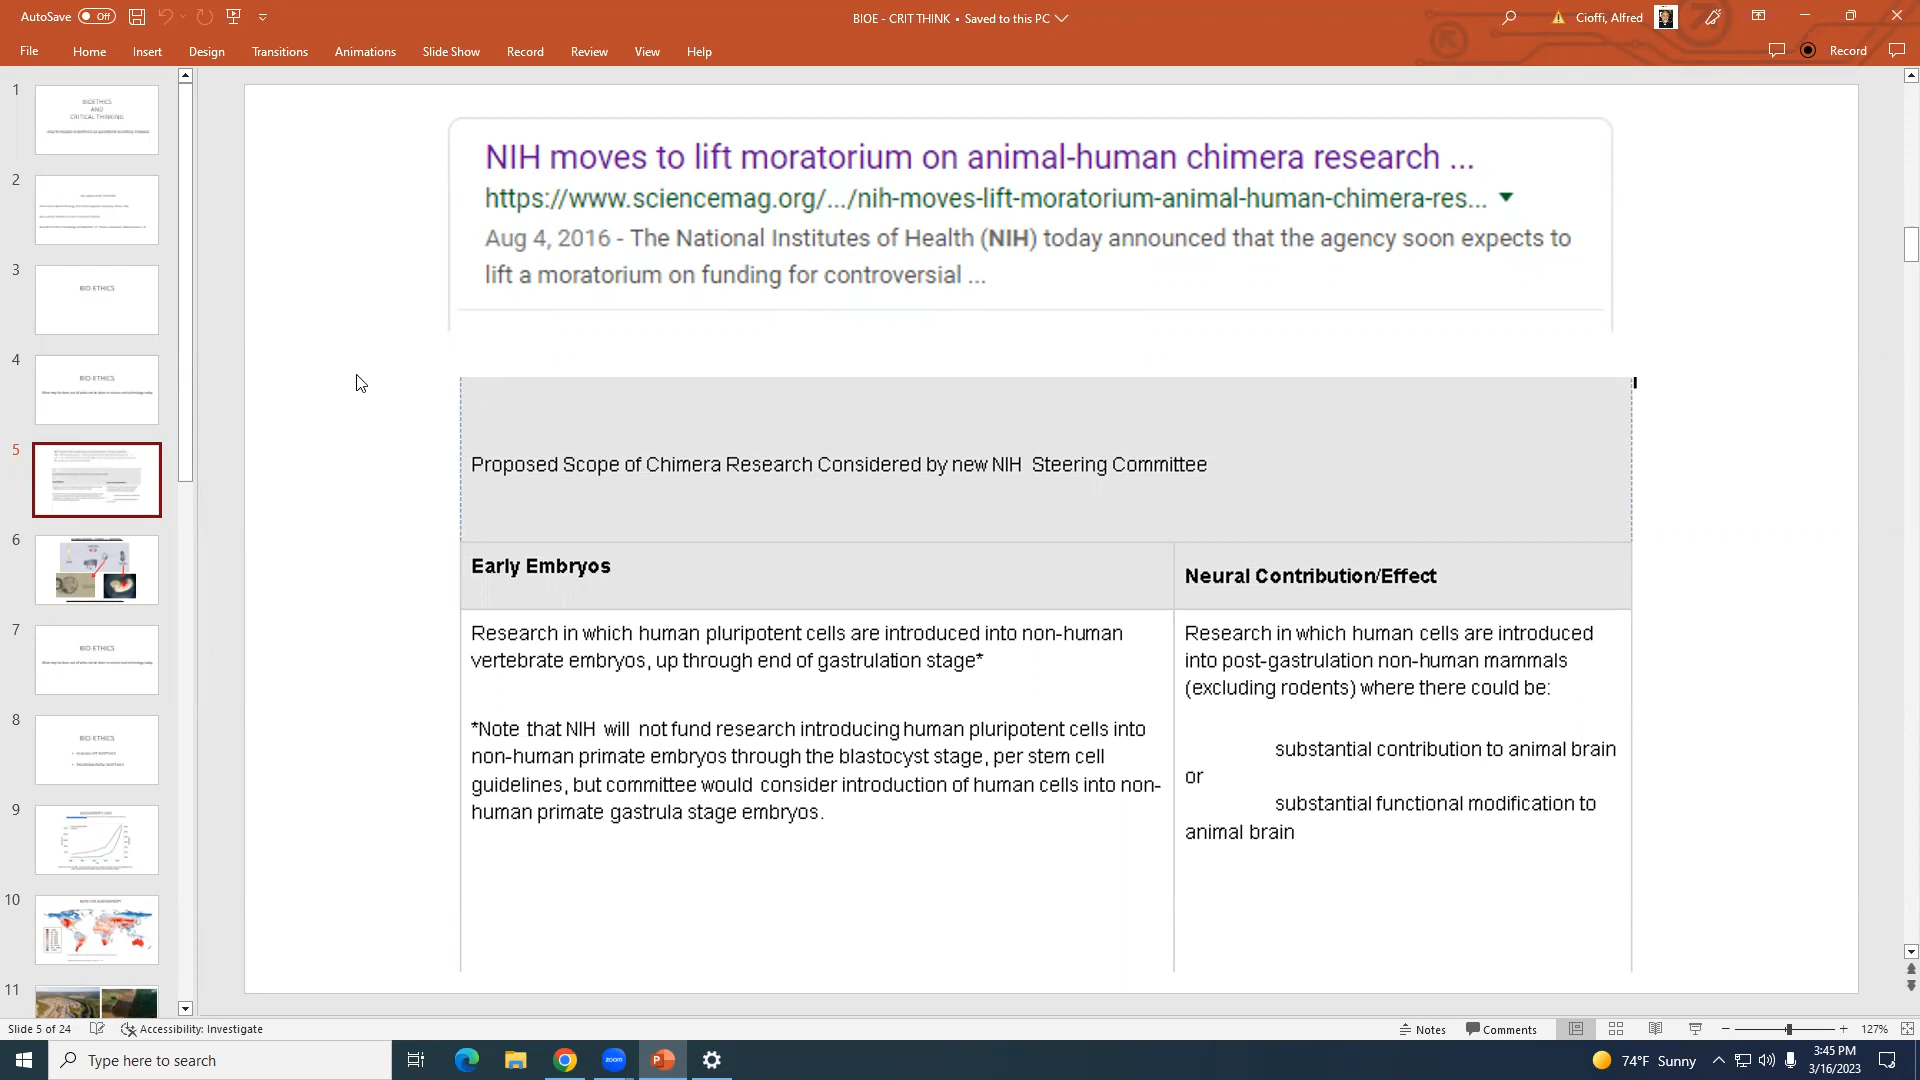 AutoSave Off
BIOE - CRIT THINK • Saved to this PC
Cioffi, Alfred
File Home Insert Design Transitions Animations Slide Show Record Review View Help
Record
1
BIOETHICS
AND
CRITICAL THINKING
2
3
BIO ETHICS
4
BIO ETHICS
5
6
7
BIO ETHICS
8
BIO ETHICS
9
10
11
NIH moves to lift moratorium on animal-human chimera research ...
https://www.sciencemag.org/.../nih-moves-lift-moratorium-animal-human-chimera-res...
Aug 4, 2016 - The National Institutes of Health (NIH) today announced that the agency soon expects to
lift a moratorium on funding for controversial ...
Proposed Scope of Chimera Research Considered by new NIH Steering Committee
Early Embryos
Research in which human pluripotent cells are introduced into non-human
vertebrate embryos, up through end of gastrulation stage*
*Note that NIH will not fund research introducing human pluripotent cells into
non-human primate embryos through the blastocyst stage, per stem cell
guidelines, but committee would consider introduction of human cells into non-
human primate gastrula stage embryos.
Neural Contribution/Effect
Research in which human cells are introduced
into post-gastrulation non-human mammals
(excluding rodents) where there could be:
substantial contribution to animal brain
or
substantial functional modification to
animal brain
Slide 5 of 24
Accessibility: Investigate
Notes
Comments
127%
Type here to search
zoom
74°F Sunny
3:45 PM
3/16/2023